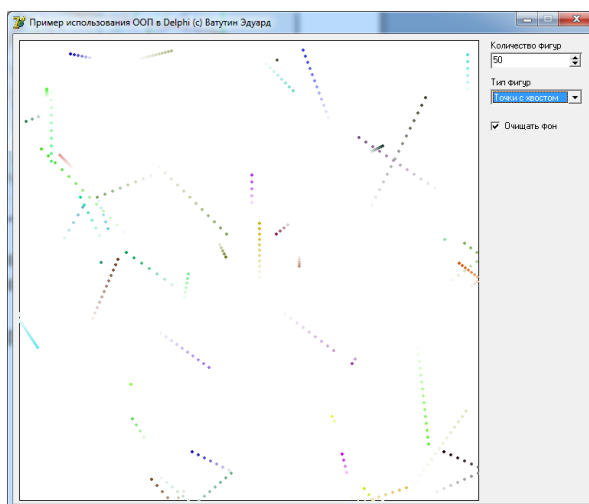 Пример использования ООП в Delphi (c) Ватутин Эдуард
Количество фигур
50
Тип фигур
Точки с хвостом
Очищать фон